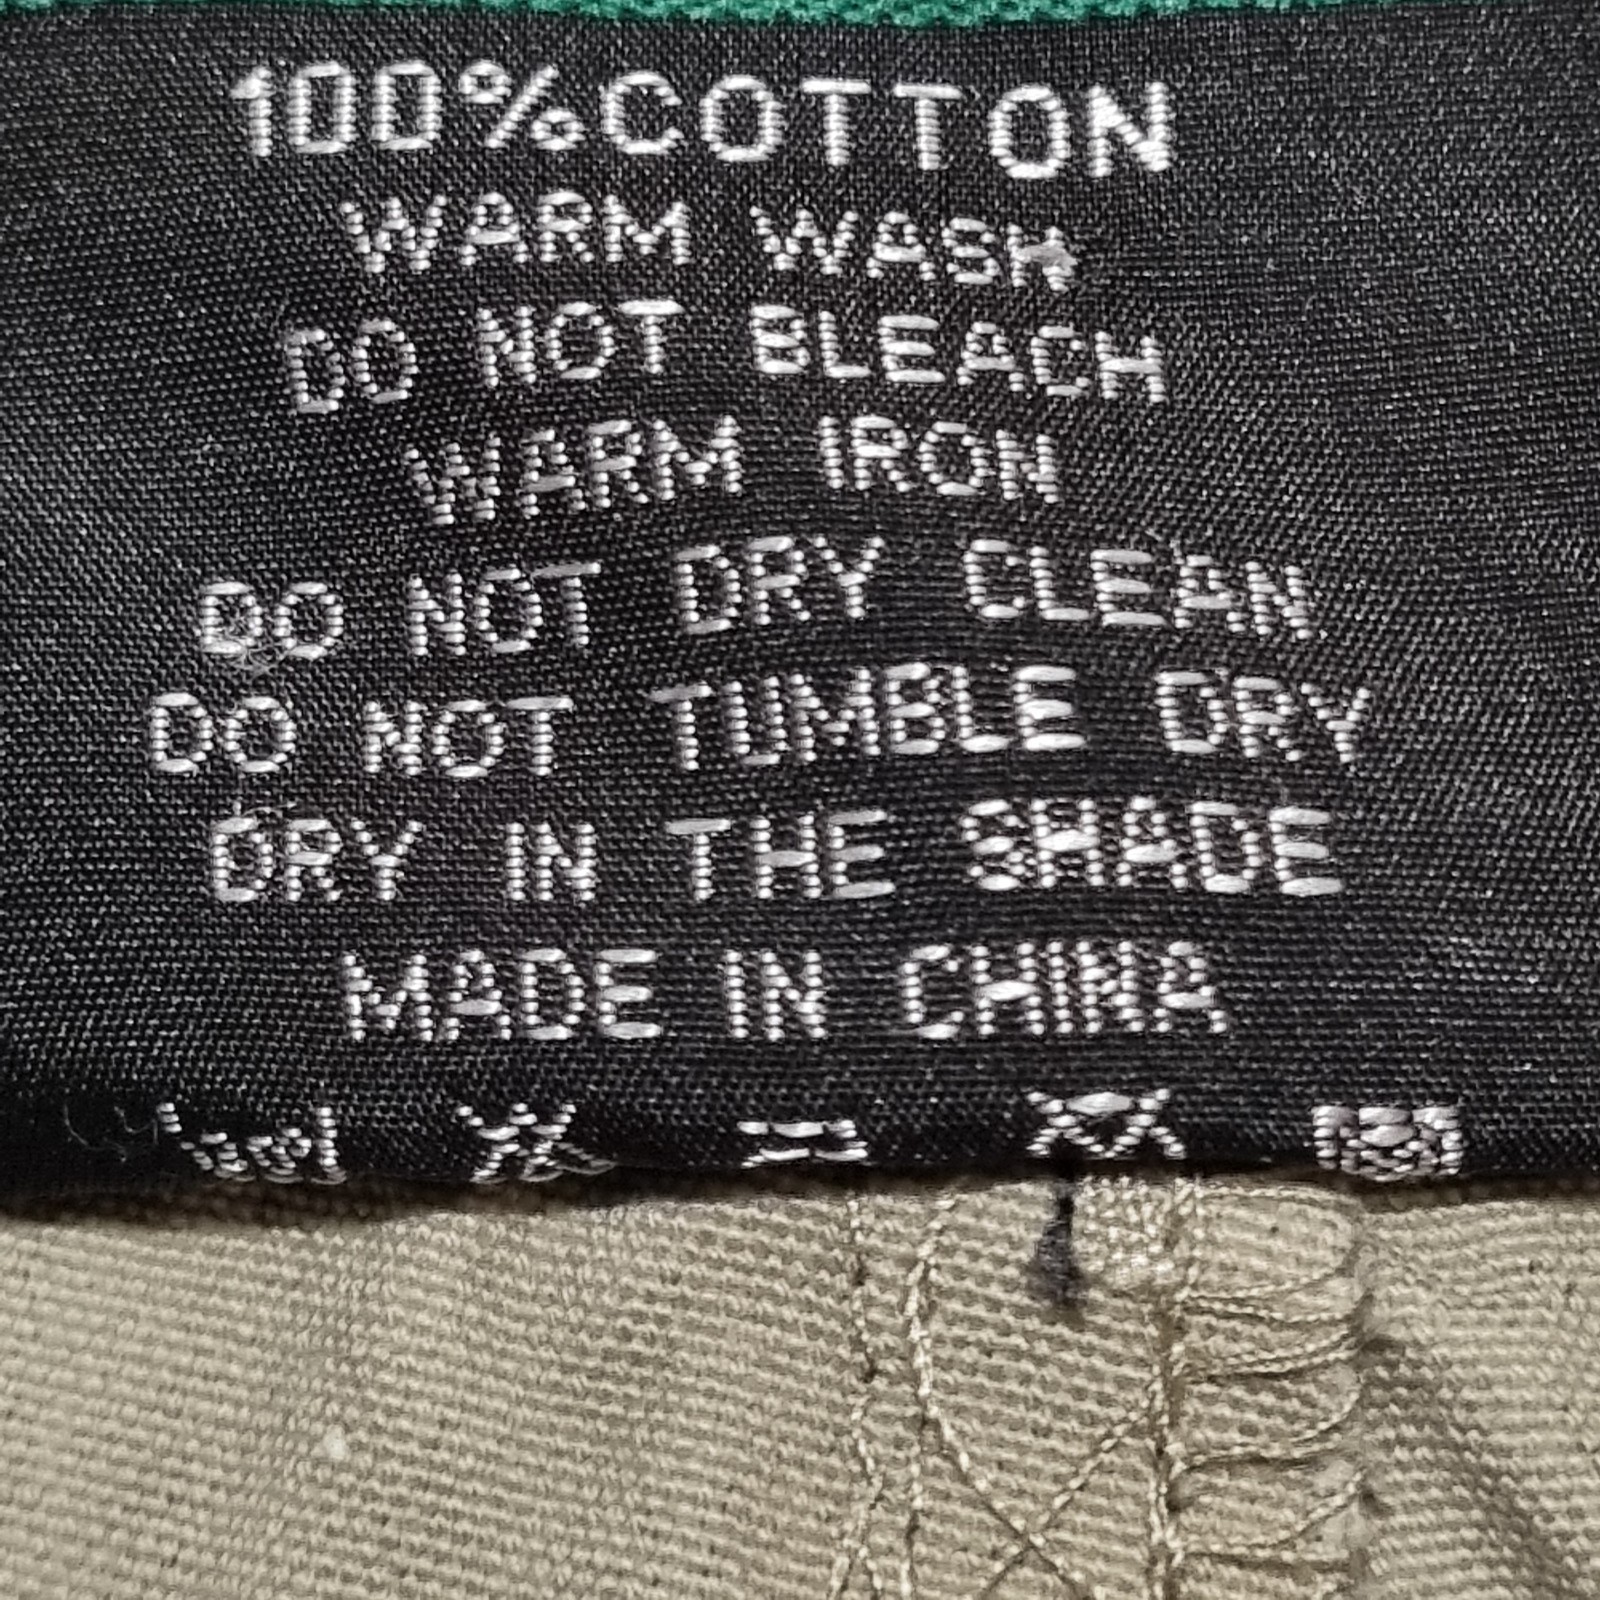 100%COTTON
WARM WASH
DO NOT BLEACH
WARM IRON
DO NOT DRY CLEAN
DO NOT TUMBLE DRY
DRY IN THE SHADE
MADE IN CHINA